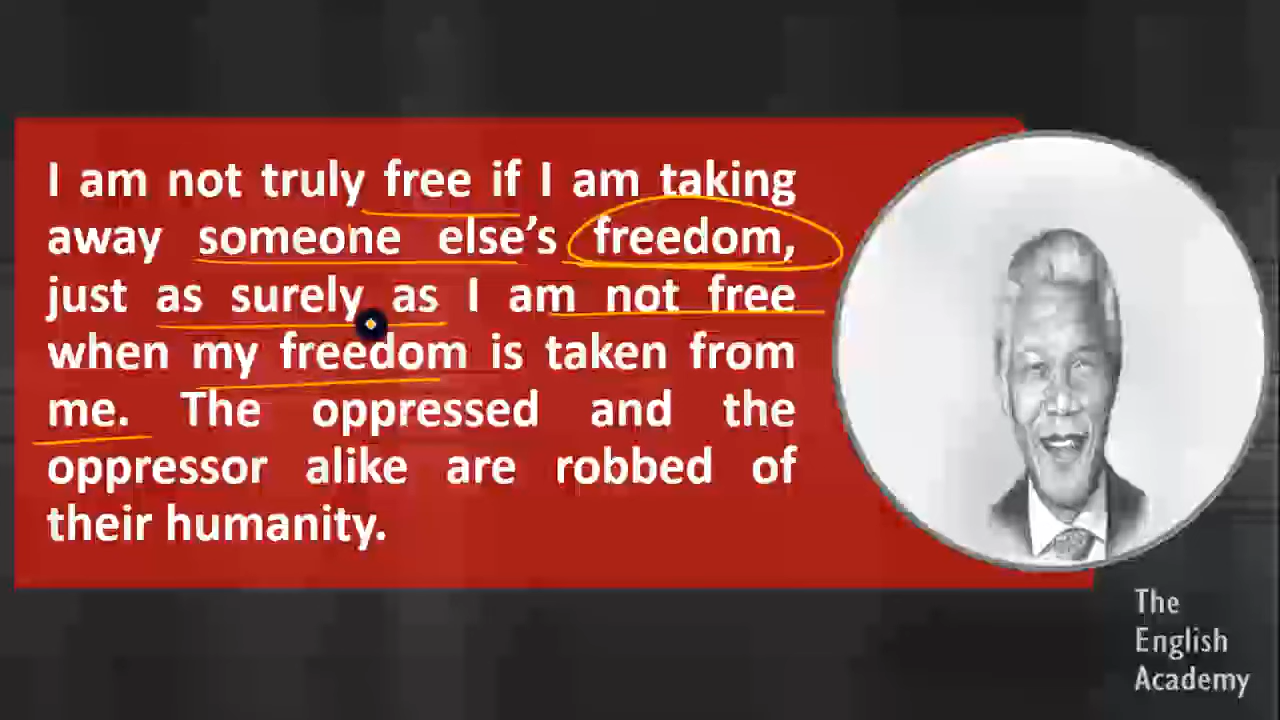 I am not truly free if I am taking
away someone else’s freedom,
just as surely as I am not free
when my freedom is taken from
me. The oppressed and the
oppressor alike are robbed of
their humanity.
The
English
Academy